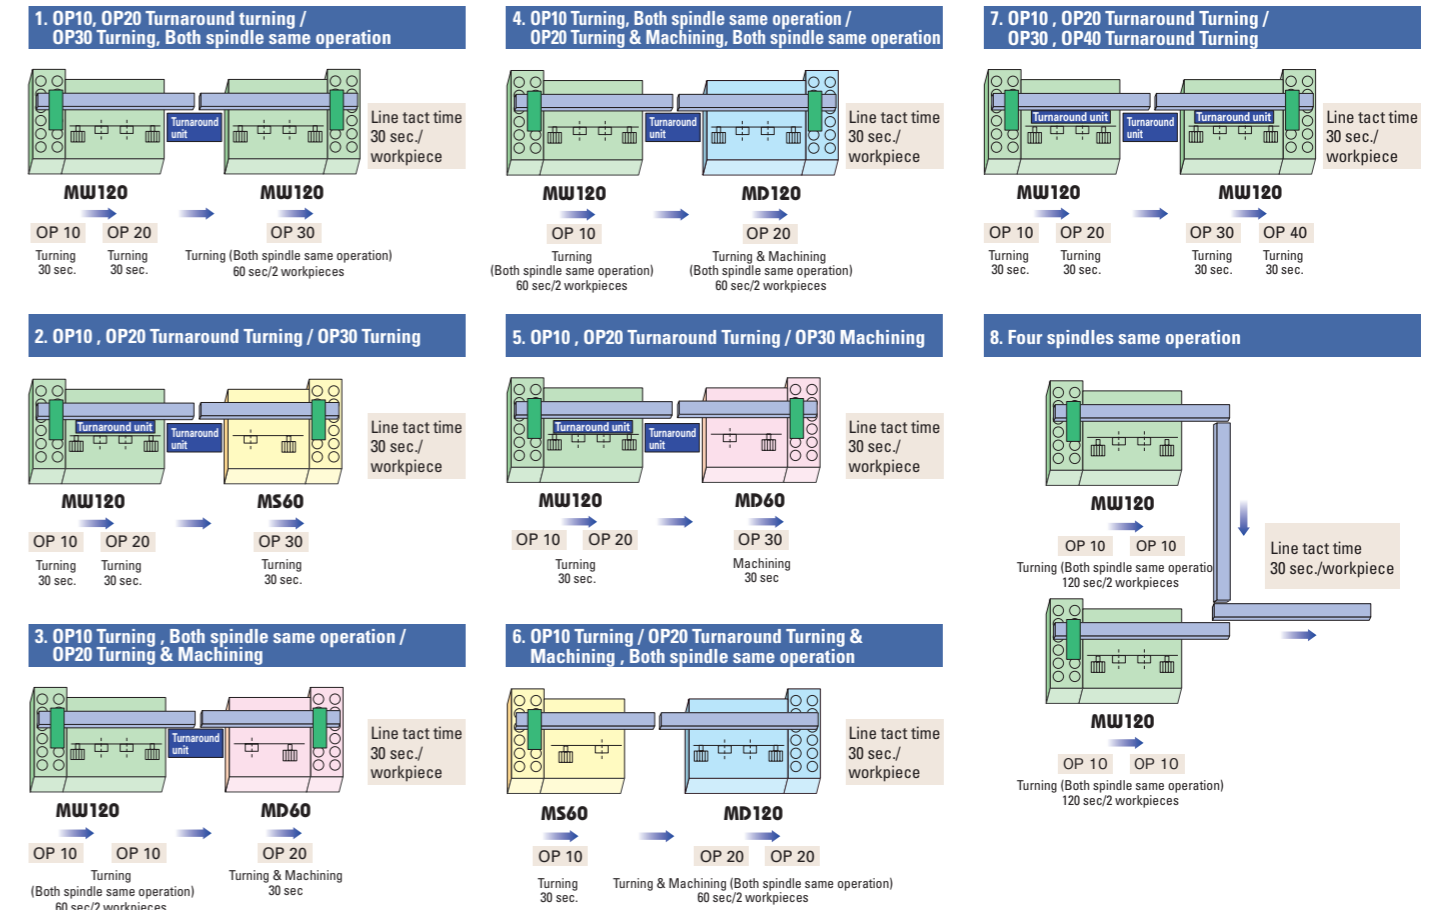 1. OP10, OP20 Turnaround turning /
OP30 Turning, Both spindle same operation
Turnaround
unit
Line tact time
30 sec./
workpiece
MW120
MW120
OP 10
OP 20
OP 30
Turning
30 sec.
Turning
30 sec.
Turning (Both spindle same operation)
60 sec/2 workpieces
2. OP10 , OP20 Turnaround Turning / OP30 Turning
Turnaround unit
Turnaround
unit
Line tact time
30 sec./
workpiece
MW120
MS60
OP 10
OP 20
OP 30
Turning
30 sec.
Turning
30 sec.
Turning
30 sec.
3. OP10 Turning , Both spindle same operation /
OP20 Turning & Machining
Turnaround
unit
Line tact time
30 sec./
workpiece
MW120
MD60
OP 10
OP 10
OP 20
Turning
(Both spindle same operation)
60 sec/2 workpieces
Turning & Machining
30 sec
4. OP10 Turning, Both spindle same operation /
OP20 Turning & Machining, Both spindle same operation
Turnaround
unit
Line tact time
30 sec./
workpiece
MW120
MD120
OP 10
OP 20
Turning
(Both spindle same operation)
60 sec/2 workpieces
Turning & Machining
(Both spindle same operation)
60 sec/2 workpieces
5. OP10 , OP20 Turnaround Turning / OP30 Machining
Turnaround unit
Turnaround
unit
Line tact time
30 sec./
workpiece
MW120
MD60
OP 10
OP 20
OP 30
Turning
30 sec.
Machining
30 sec
6. OP10 Turning / OP20 Turnaround Turning &
Machining , Both spindle same operation
Line tact time
30 sec./
workpiece
MS60
MD120
OP 10
OP 20
OP 20
Turning
30 sec.
Turning & Machining (Both spindle same operation)
60 sec/2 workpieces
7. OP10 , OP20 Turnaround Turning /
OP30 , OP40 Turnaround Turning
Turnaround unit
Turnaround
unit
Turnaround unit
Line tact time
30 sec./
workpiece
MW120
MW120
OP 10
OP 20
OP 30
OP 40
Turning
30 sec.
Turning
30 sec.
Turning
30 sec.
Turning
30 sec.
8. Four spindles same operation
MW120
OP 10
OP 10
Turning (Both spindle same operatio
120 sec/2 workpieces
Line tact time
30 sec./workpiece
MW120
OP 10
OP 10
Turning (Both spindle same operation)
120 sec/2 workpieces